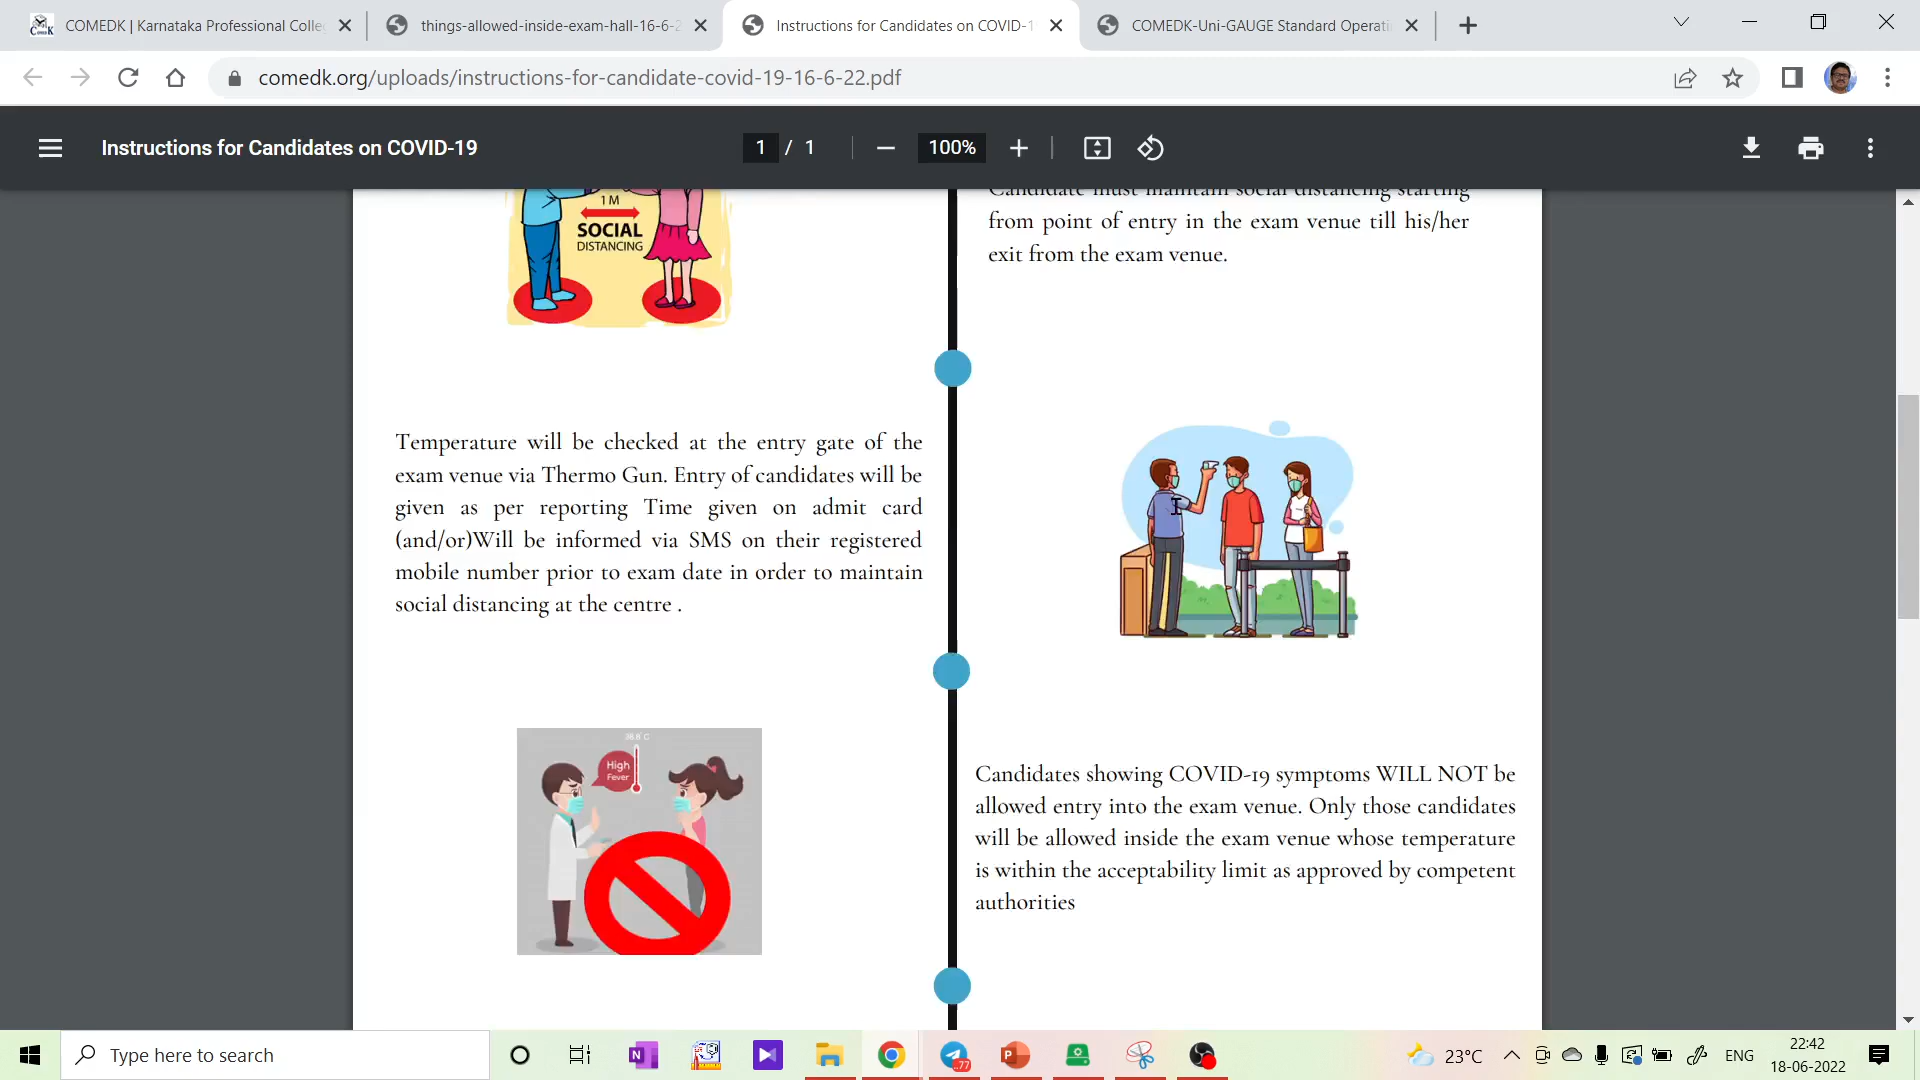 COMEDK | Karnataka Professional Colle
things-allowed-inside-exam-hall-16-6-2
Instructions for Candidates on COVID-1
COMEDK-Uni-GAUGE Standard Operati
comedk.org/uploads/instructions-for-candidate-covid-19-16-6-22.pdf
Instructions for Candidates on COVID-19
1 / 1
100%
1 M
SOCIAL
DISTANCING
Candidate must maintain social distancing starting
from point of entry in the exam venue till his/her
exit from the exam venue.
Temperature will be checked at the entry gate of the
exam venue via Thermo Gun. Entry of candidates will be
given as per reporting Time given on admit card
(and/or)Will be informed via SMS on their registered
mobile number prior to exam date in order to maintain
social distancing at the centre .
High
Fever
Candidates showing COVID-19 symptoms WILL NOT be
allowed entry into the exam venue. Only those candidates
will be allowed inside the exam venue whose temperature
is within the acceptability limit as approved by competent
authorities
Type here to search
..77
23°C
ENG
22:42
18-06-2022